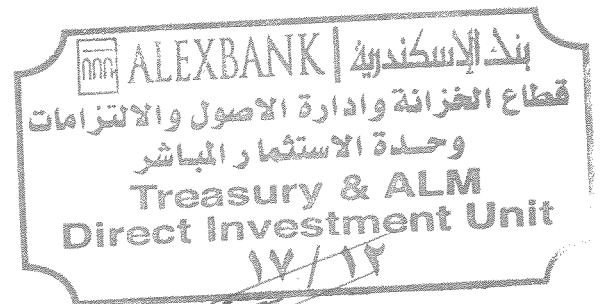 ALEXBANK | بنك الإسكندرية
قطاع الخزانة وادارة الاصول والالتزامات
وحدة الاستثمار المباشر
Treasury & ALM
Direct Investment Unit
١٧ / ١٢